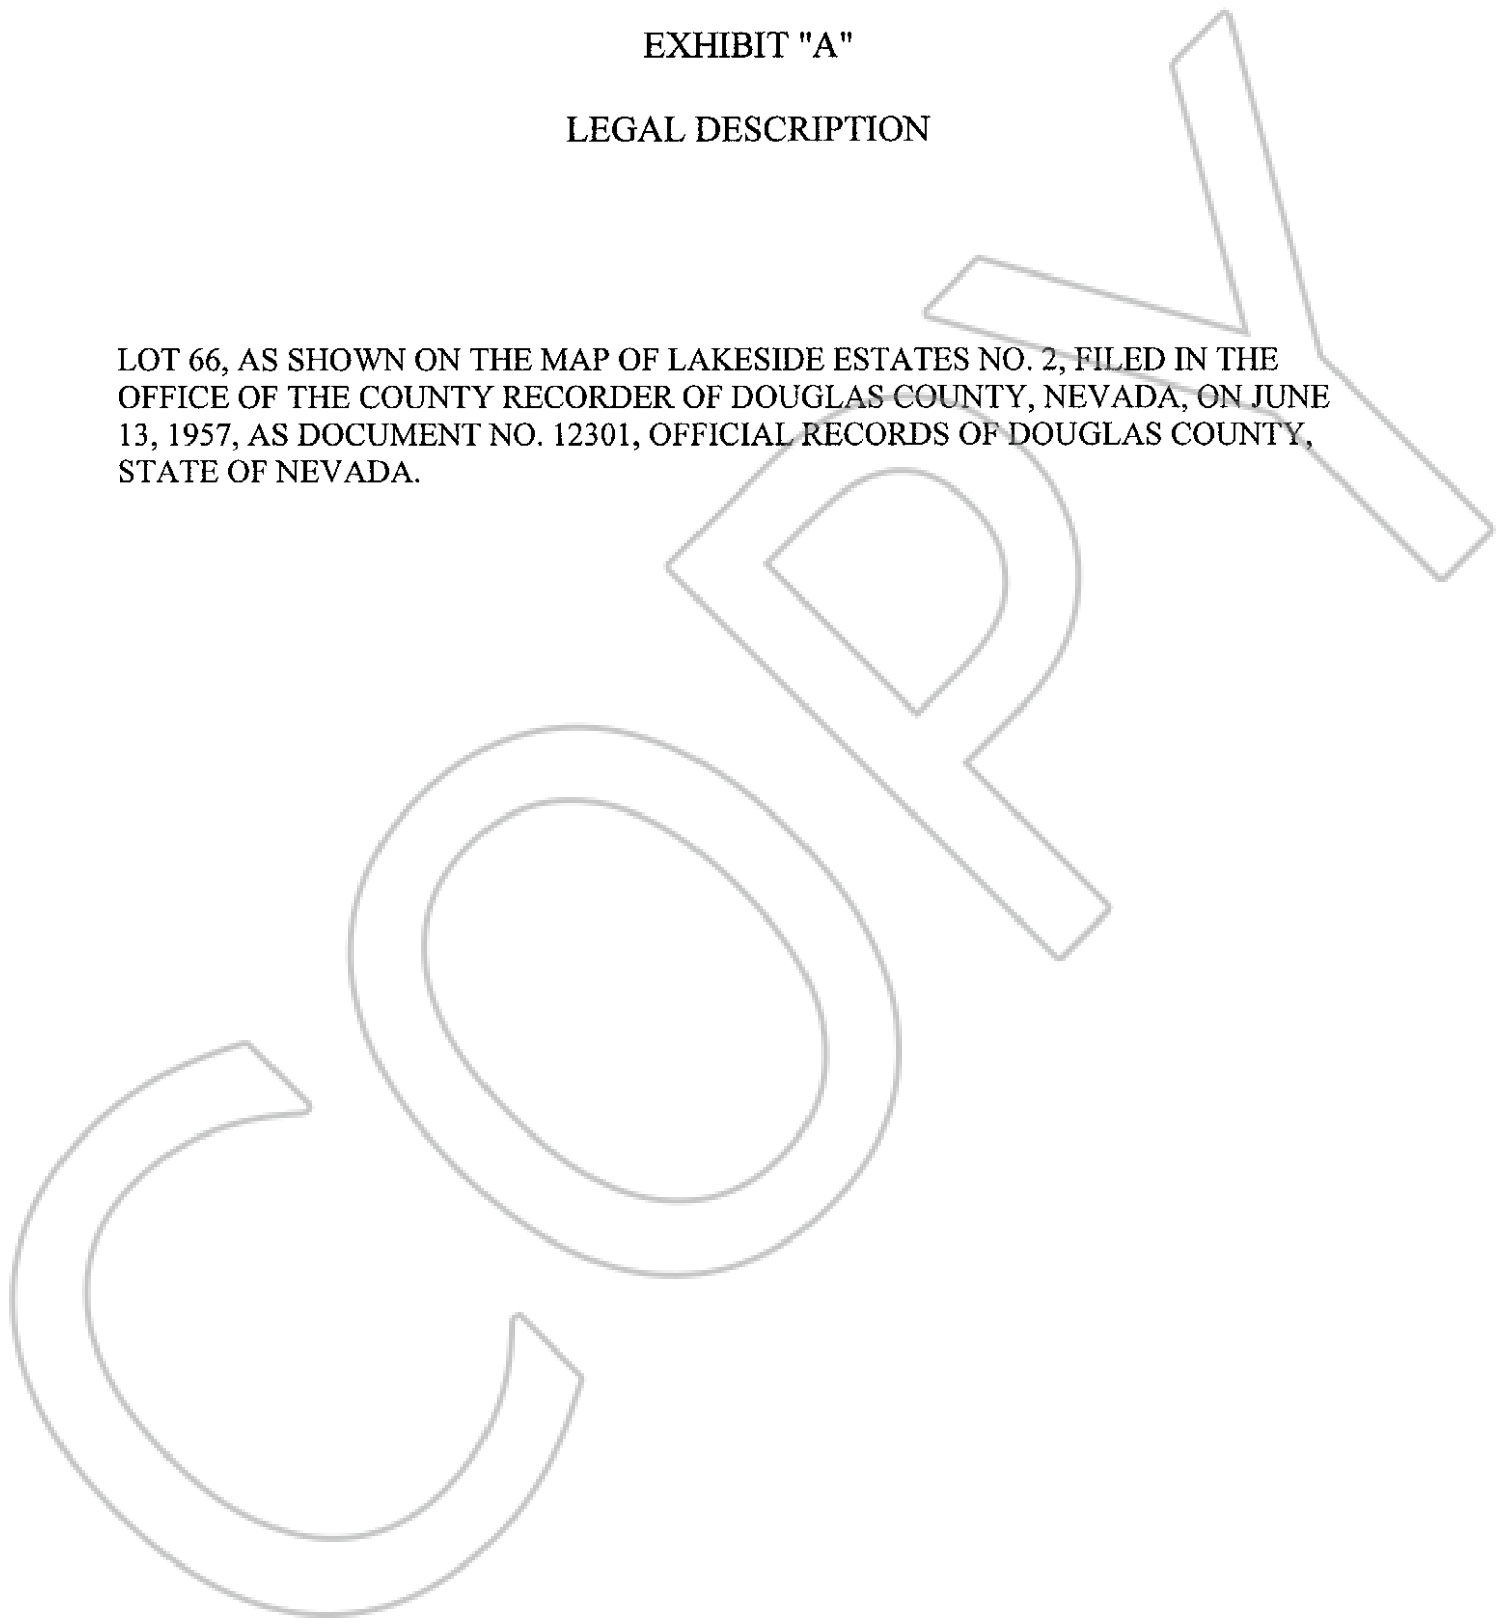 EXHIBIT "A"
LEGAL DESCRIPTION
LOT 66, AS SHOWN ON THE MAP OF LAKESIDE ESTATES NO. 2, FILED IN THE
OFFICE OF THE COUNTY RECORDER OF DOUGLAS COUNTY, NEVADA, ON JUNE
13, 1957, AS DOCUMENT NO. 12301, OFFICIAL RECORDS OF DOUGLAS COUNTY,
STATE OF NEVADA.
COPY